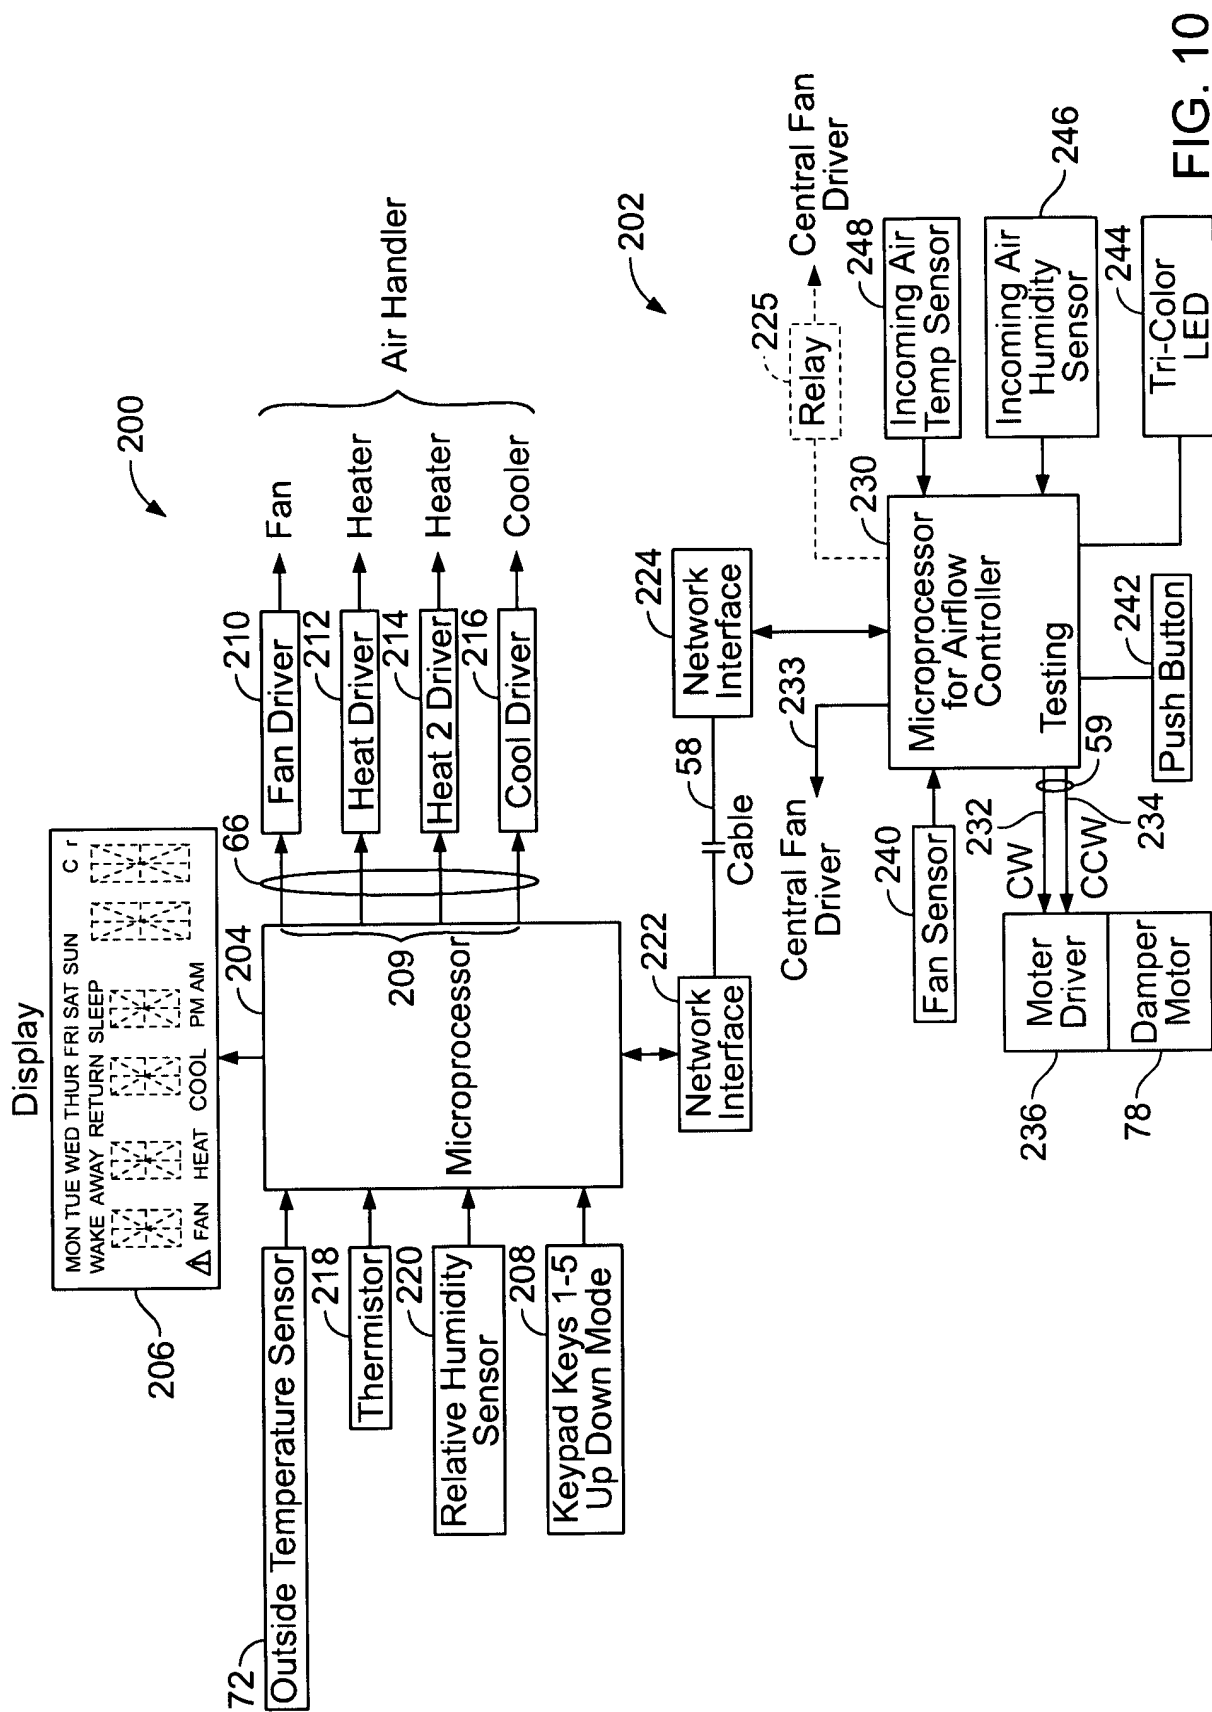 Display
MON TUE WED THUR FRI SAT SUN
WAKE AWAY RETURN SLEEP
C r
FAN HEAT COOL PM AM
206
204
200
72
Outside Temperature Sensor
218
Thermistor
220
Relative Humidity
Sensor
208
Keypad Keys 1-5
Up Down Mode
Microprocessor
209
66
210
Fan Driver
Fan
212
Heat Driver
Heater
214
Heat 2 Driver
Heater
216
Cool Driver
Cooler
Air Handler
222
Network
Interface
Cable
58
224
Network
Interface
202
Central Fan
Driver
233
225
Relay
Central Fan
Driver
230
Microprocessor
for Airflow
Controller
Testing
240
Fan Sensor
248
Incoming Air
Temp Sensor
Incoming Air
Humidity
Sensor
246
232
CW
CCW
234
59
Moter
Driver
236
Damper
Motor
78
242
Push Button
244
Tri-Color
LED
FIG. 10